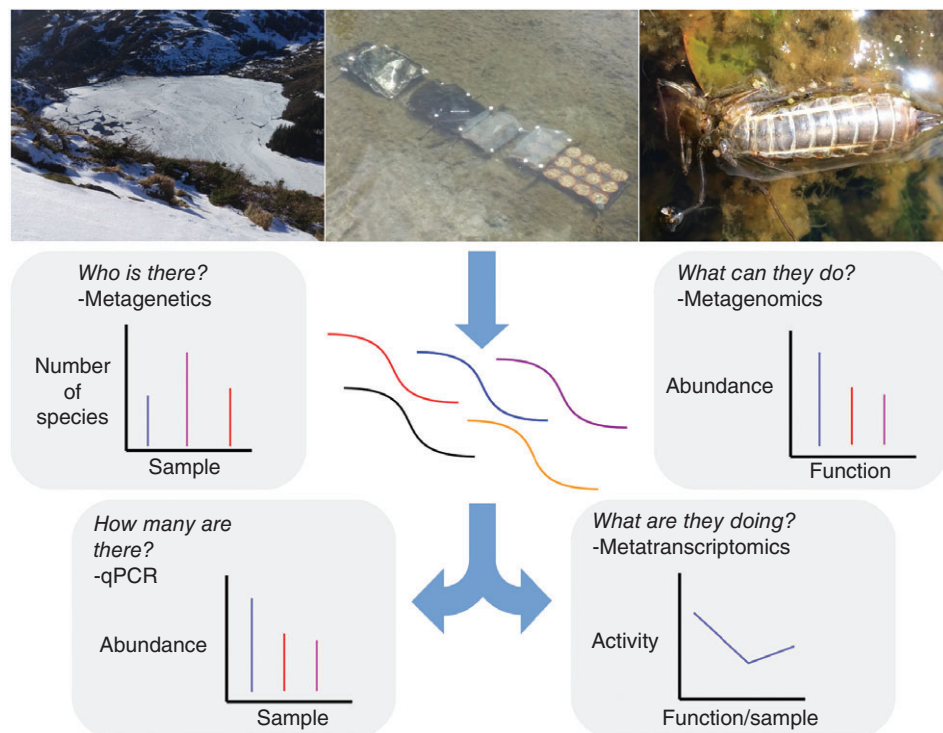 Who is there?
-Metagenetics
Number
of
species
Sample
What can they do?
-Metagenomics
Abundance
Function
How many are
there?
-qPCR
Abundance
Sample
What are they doing?
-Metatranscriptomics
Activity
Function/sample